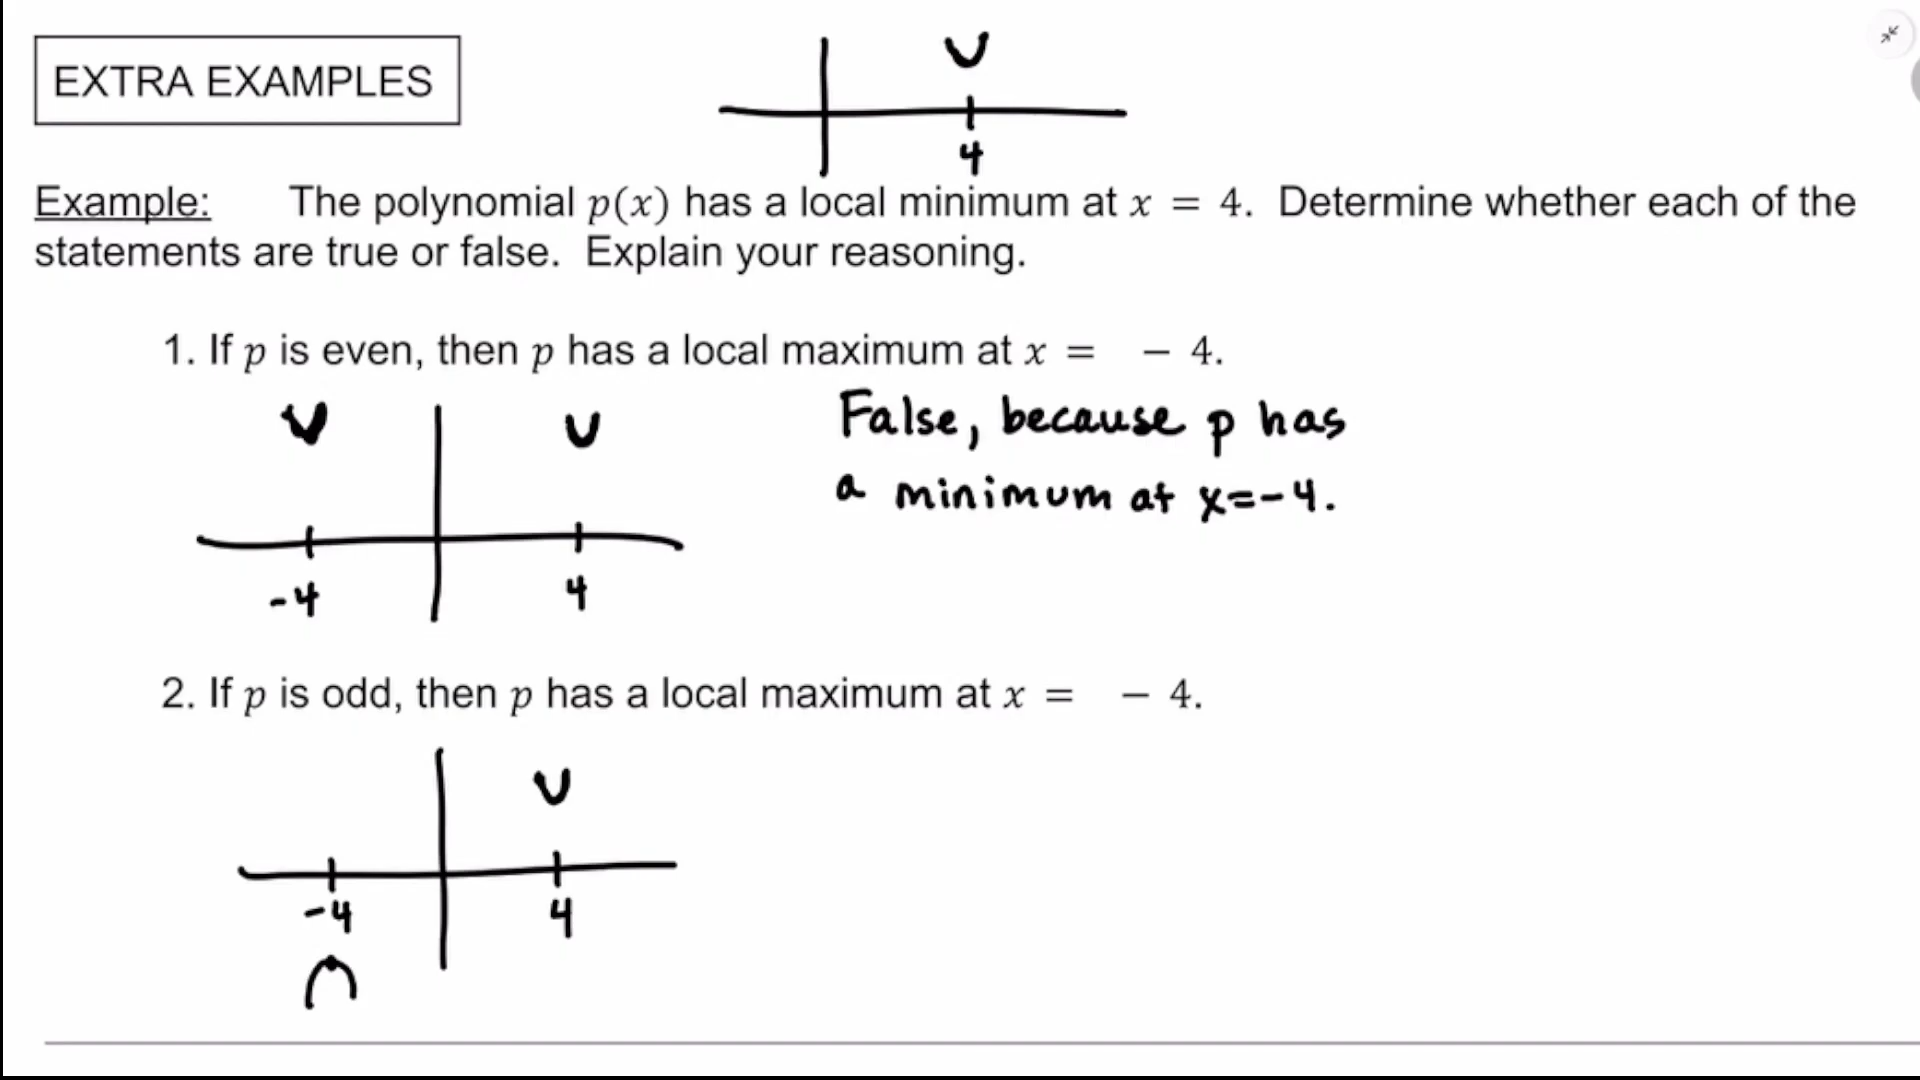 EXTRA EXAMPLES
4
Example: The polynomial p(x) has a local minimum at x = 4. Determine whether each of the
statements are true or false. Explain your reasoning.
1. If p is even, then p has a local maximum at x = − 4.
False, because p has
a minimum at x=-4.
-4 4
2. If p is odd, then p has a local maximum at x = − 4.
-4 4